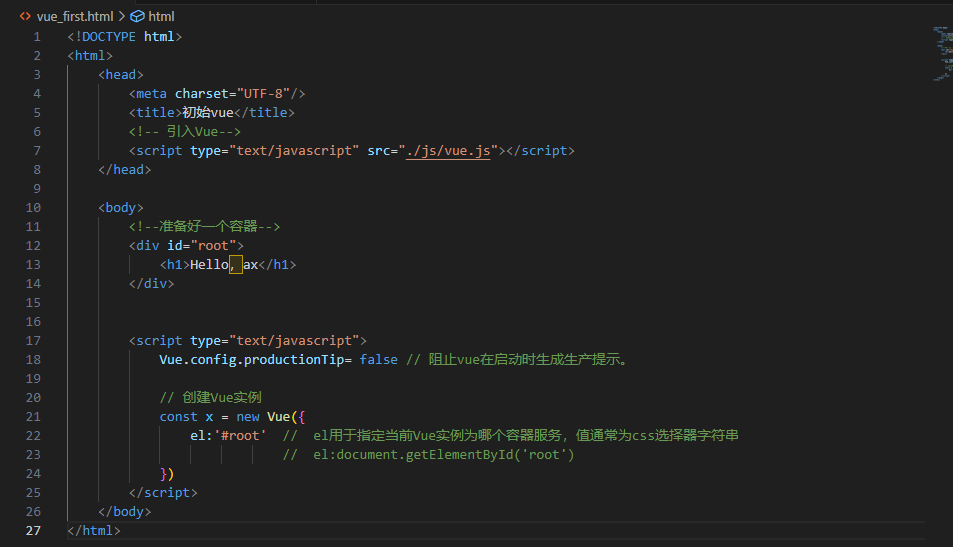 vue_first.html > html
1 <!DOCTYPE html>
2 <html>
3     <head>
4         <meta charset="UTF-8"/>
5         <title>初始vue</title>
6         <!-- 引入Vue-->
7         <script type="text/javascript" src="./js/vue.js"></script>
8     </head>
9
10     <body>
11         <!--准备好一个容器-->
12         <div id="root">
13             <h1>Hello，ax</h1>
14         </div>
15
16
17         <script type="text/javascript">
18             Vue.config.productionTip= false // 阻止vue在启动时生成生产提示。
19
20             // 创建Vue实例
21             const x = new Vue({
22                 el:'#root'  //  el用于指定当前Vue实例为哪个容器服务，值通常为css选择器字符串
23                             //  el:document.getElementById('root')
24             })
25         </script>
26     </body>
27 </html>